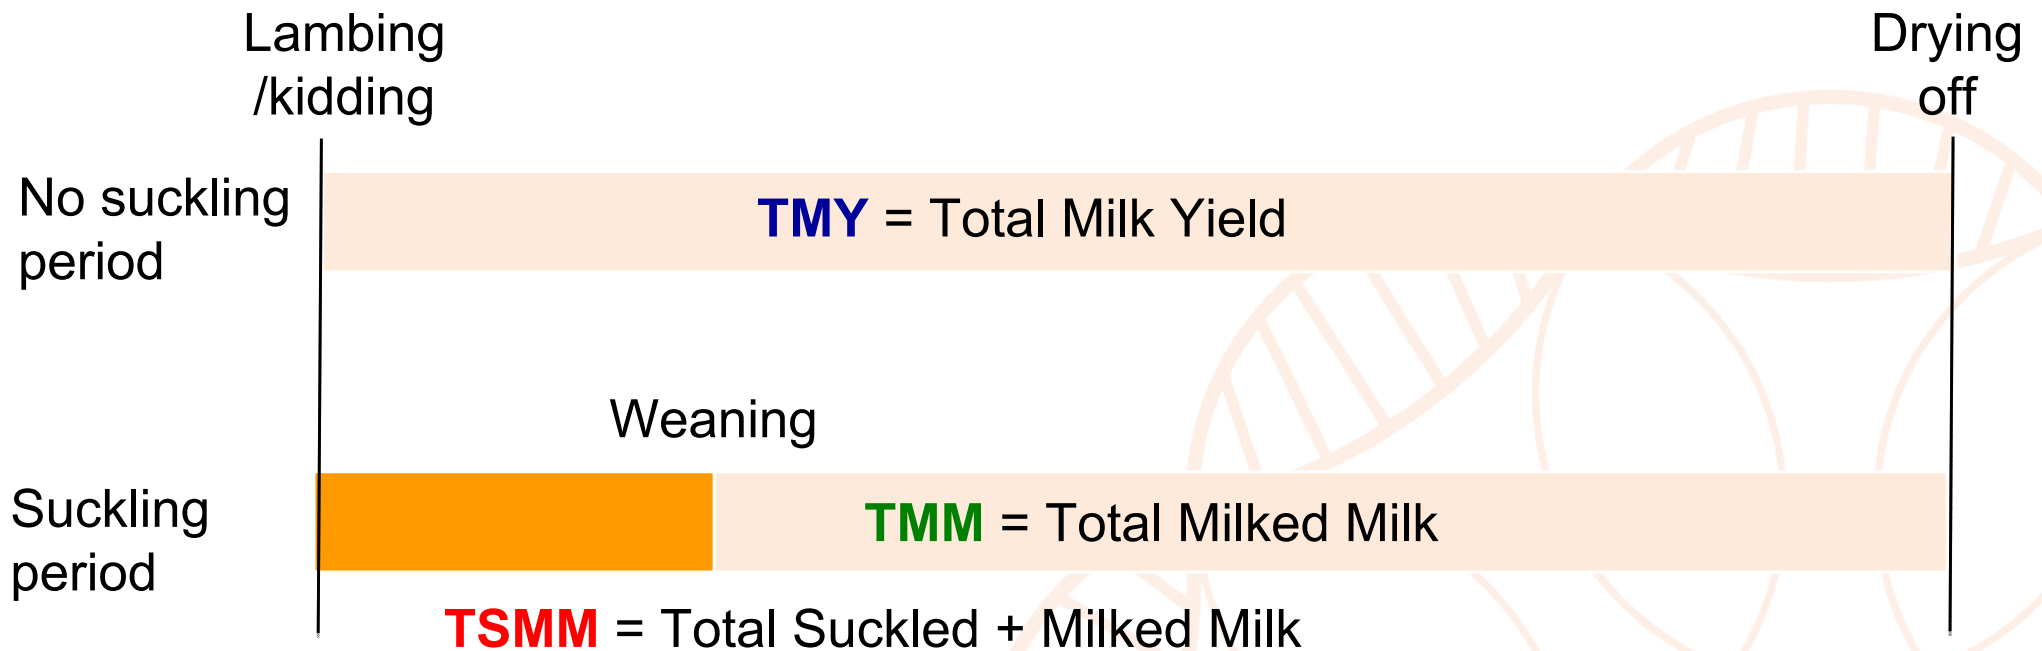 Lambing
/kidding
Drying
off
No suckling
period
TMY = Total Milk Yield
Weaning
Suckling
period
TMM = Total Milked Milk
TSMM = Total Suckled + Milked Milk